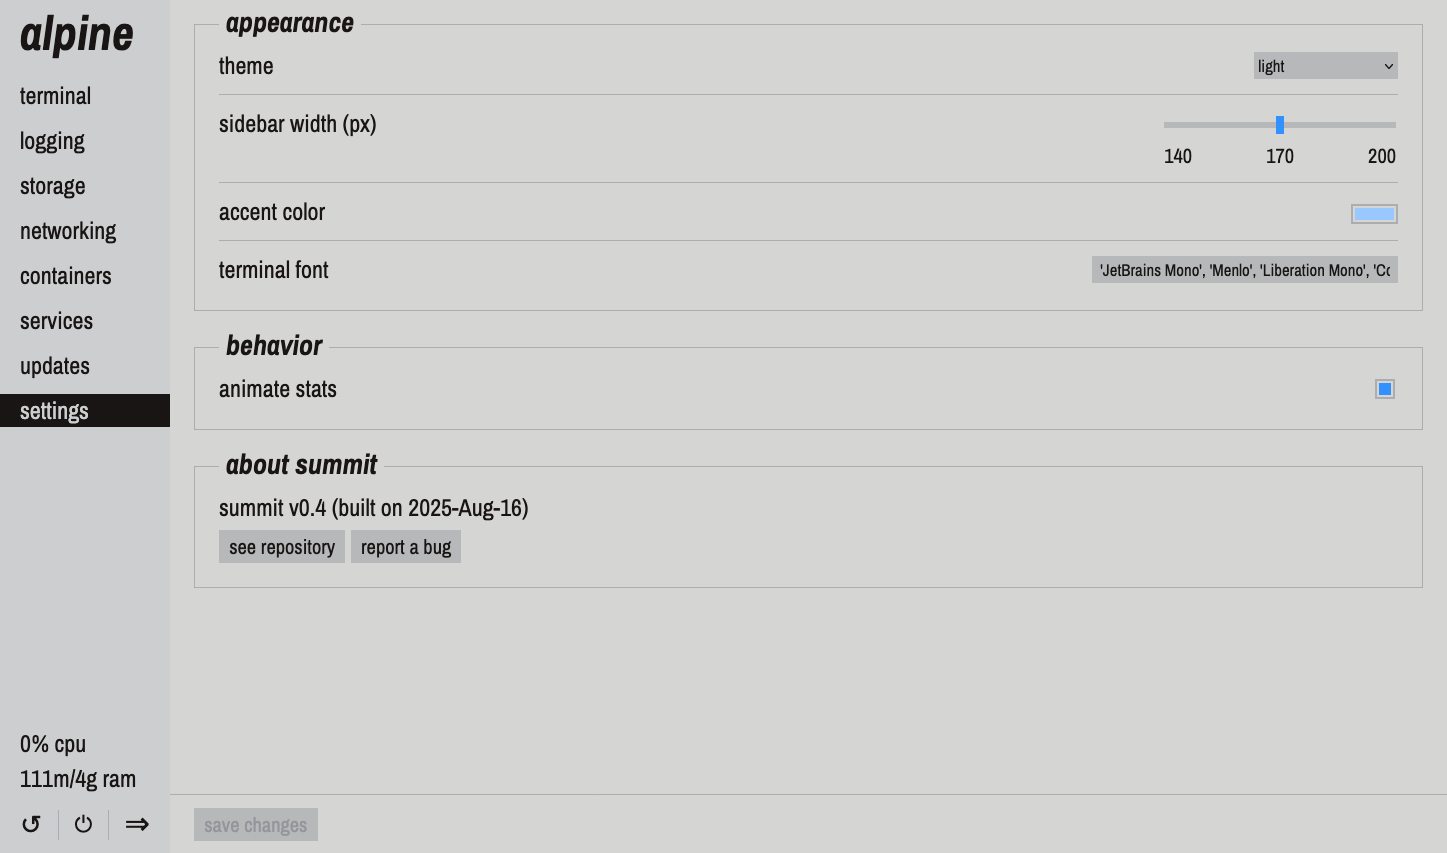 alpine
terminal
logging
storage
networking
containers
services
updates
settings
0% cpu
111m/4g ram
appearance
theme
light
sidebar width (px)
140 170 200
accent color
terminal font
'JetBrains Mono', 'Menlo', 'Liberation Mono', 'Co
behavior
animate stats
about summit
summit v0.4 (built on 2025-Aug-16)
see repository report a bug
save changes